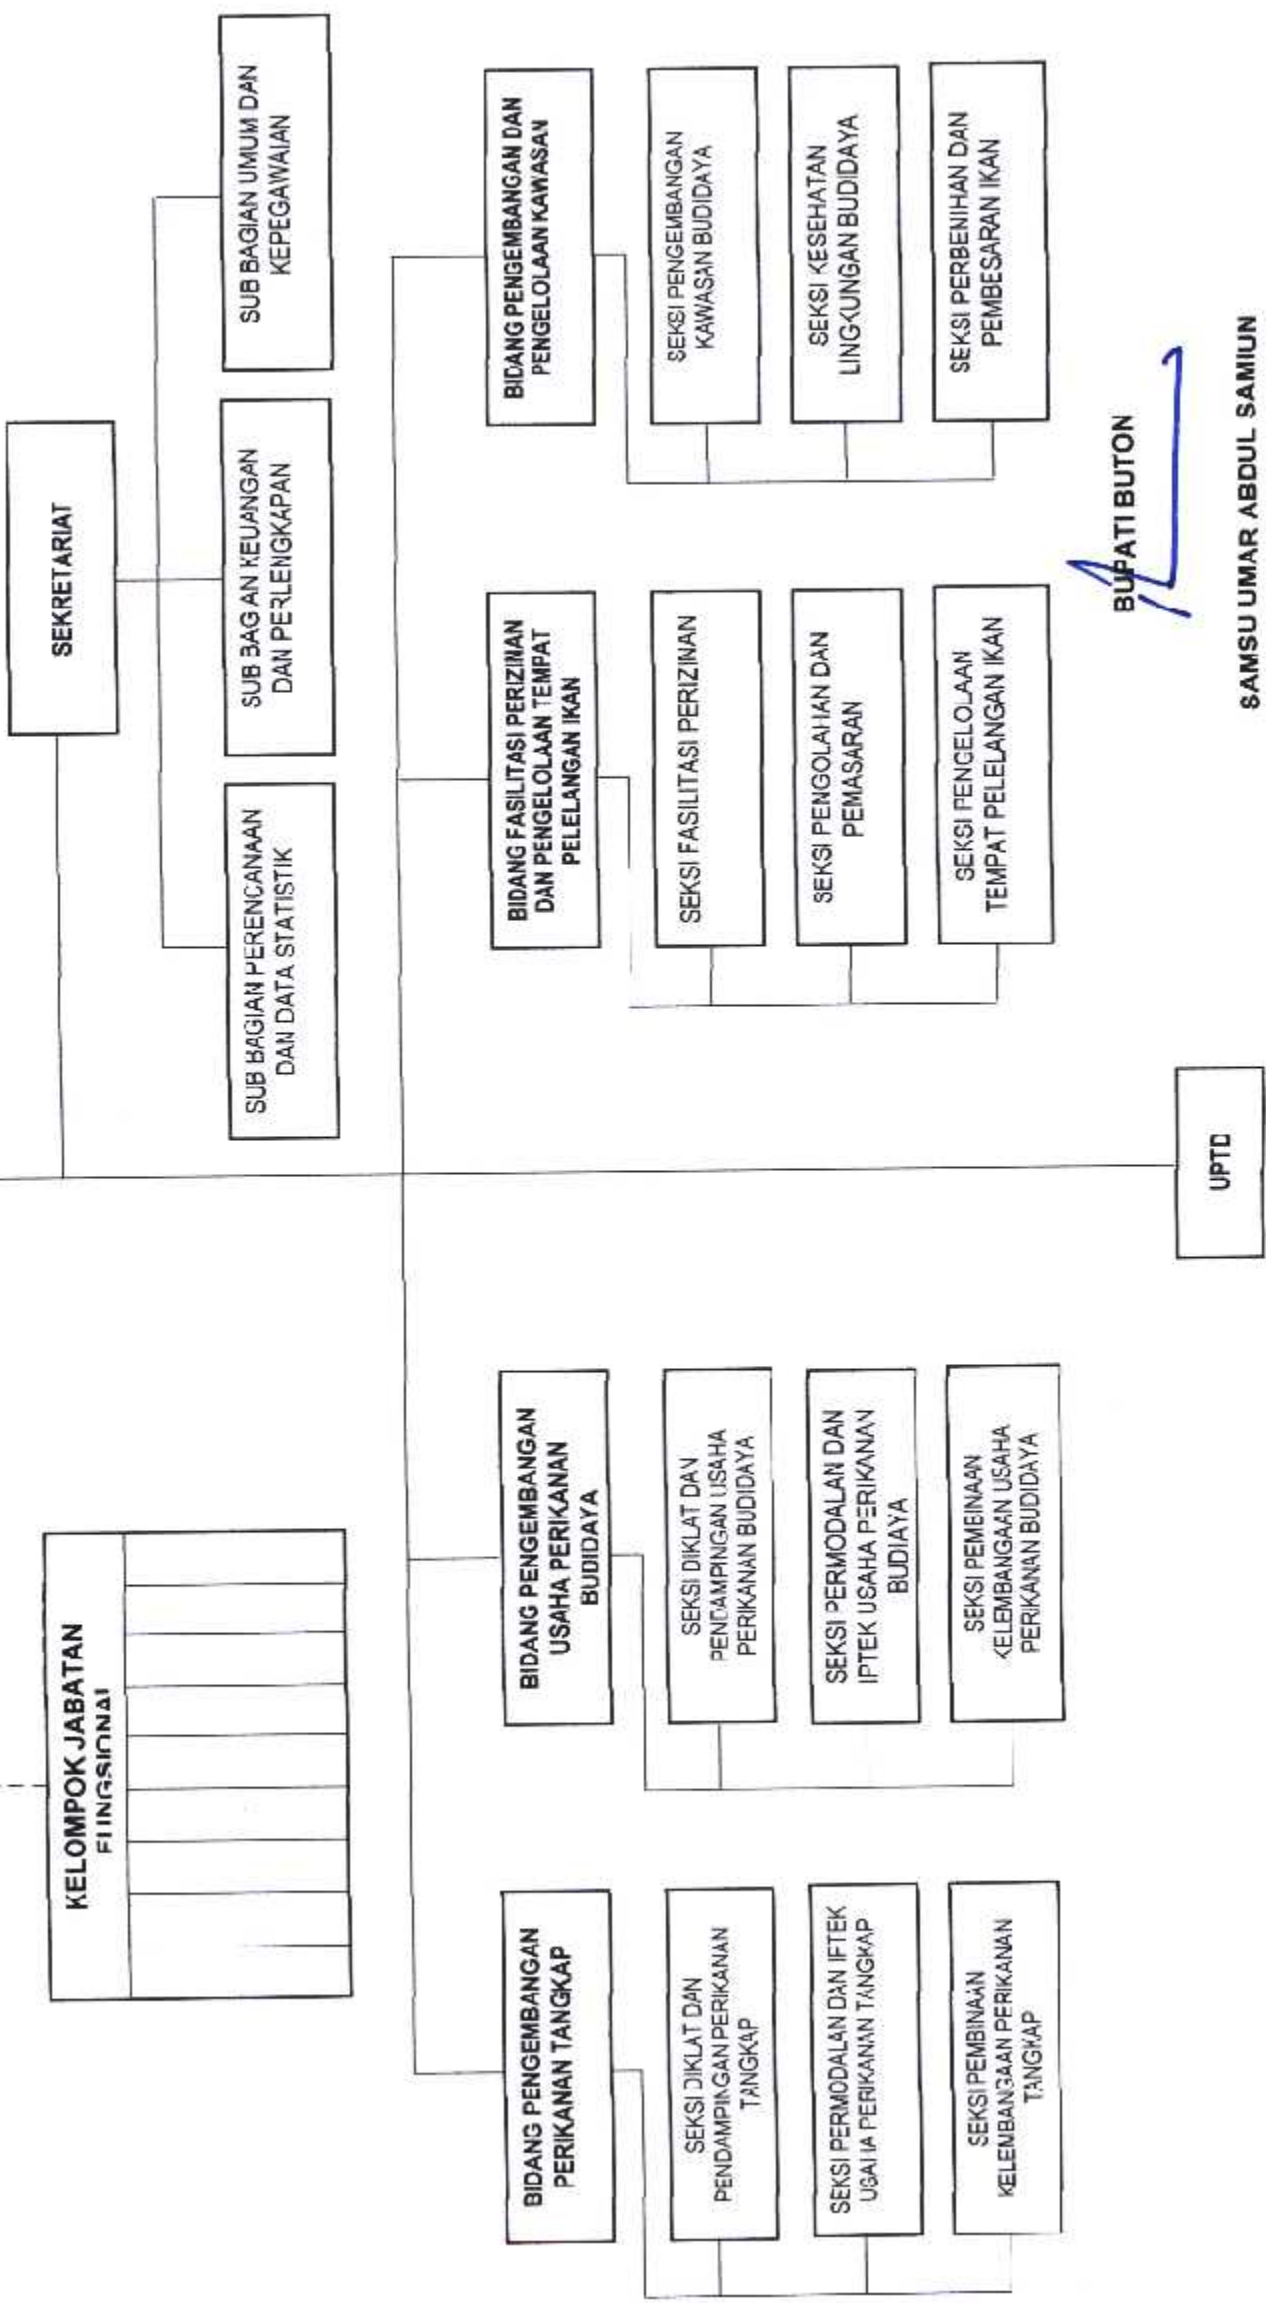 SEKRETARIAT
SUB BAGIAN PERENCANAAN
DAN DATA STATISTIK
SUB BAGIAN KEUANGAN
DAN PERLENGKAPAN
SUB BAGIAN UMUM DAN
KEPEGAWAIAN
KELOMPOK JABATAN
FUNGSIONAL
BIDANG PENGEMBANGAN
PERIKANAN TANGKAP
SEKSI DIKLAT DAN
PENDAMPINGAN PERIKANAN
TANGKAP
SEKSI PERMODALAN DAN IPTEK
USAHA PERIKANAN TANGKAP
SEKSI PEMBINAAN
KELEMBANGAAN PERIKANAN
TANGKAP
BIDANG PENGEMBANGAN
USAHA PERIKANAN
BUDIDAYA
SEKSI DIKLAT DAN
PENDAMPINGAN USAHA
PERIKANAN BUDIDAYA
SEKSI PERMODALAN DAN
IPTEK USAHA PERIKANAN
BUDIAYA
SEKSI PEMBINAAN
KELEMBANGAAN USAHA
PERIKANAN BUDIDAYA
BIDANG FASILITASI PERIZINAN
DAN PENGELOLAAN TEMPAT
PELELANGAN IKAN
SEKSI FASILITASI PERIZINAN
SEKSI PENGOLAHAN DAN
PEMASARAN
SEKSI PENGELOLAAN
TEMPAT PELELANGAN IKAN
BIDANG PENGEMBANGAN DAN
PENGELOLAAN KAWASAN
SEKSI PENGEMBANGAN
KAWASAN BUDIDAYA
SEKSI KESEHATAN
LINGKUNGAN BUDIDAYA
SEKSI PERBENIHAN DAN
PEMBESARAN IKAN
UPTD
BUPATI BUTON
SAMSU UMAR ABDUL SAMIUN